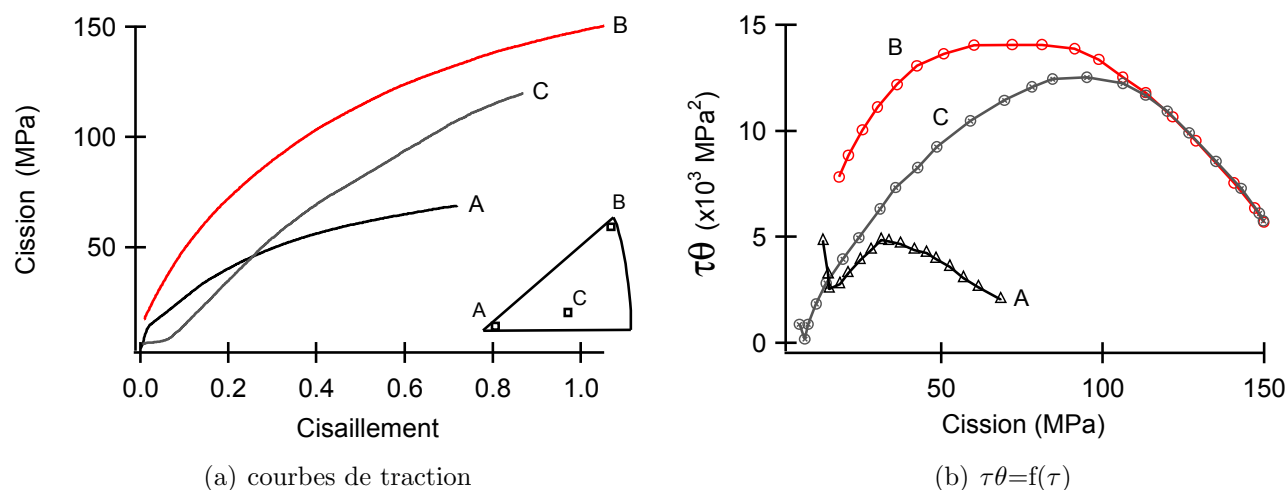 150
100
50
Cission (MPa)
B
C
A
B
A
C
0.0 0.2 0.4 0.6 0.8 1.0
Cisaillement
(a) courbes de traction
15
10
5
0
τθ (x10³ MPa²)
B
C
A
50 100 150
Cission (MPa)
(b) τθ=f(τ)